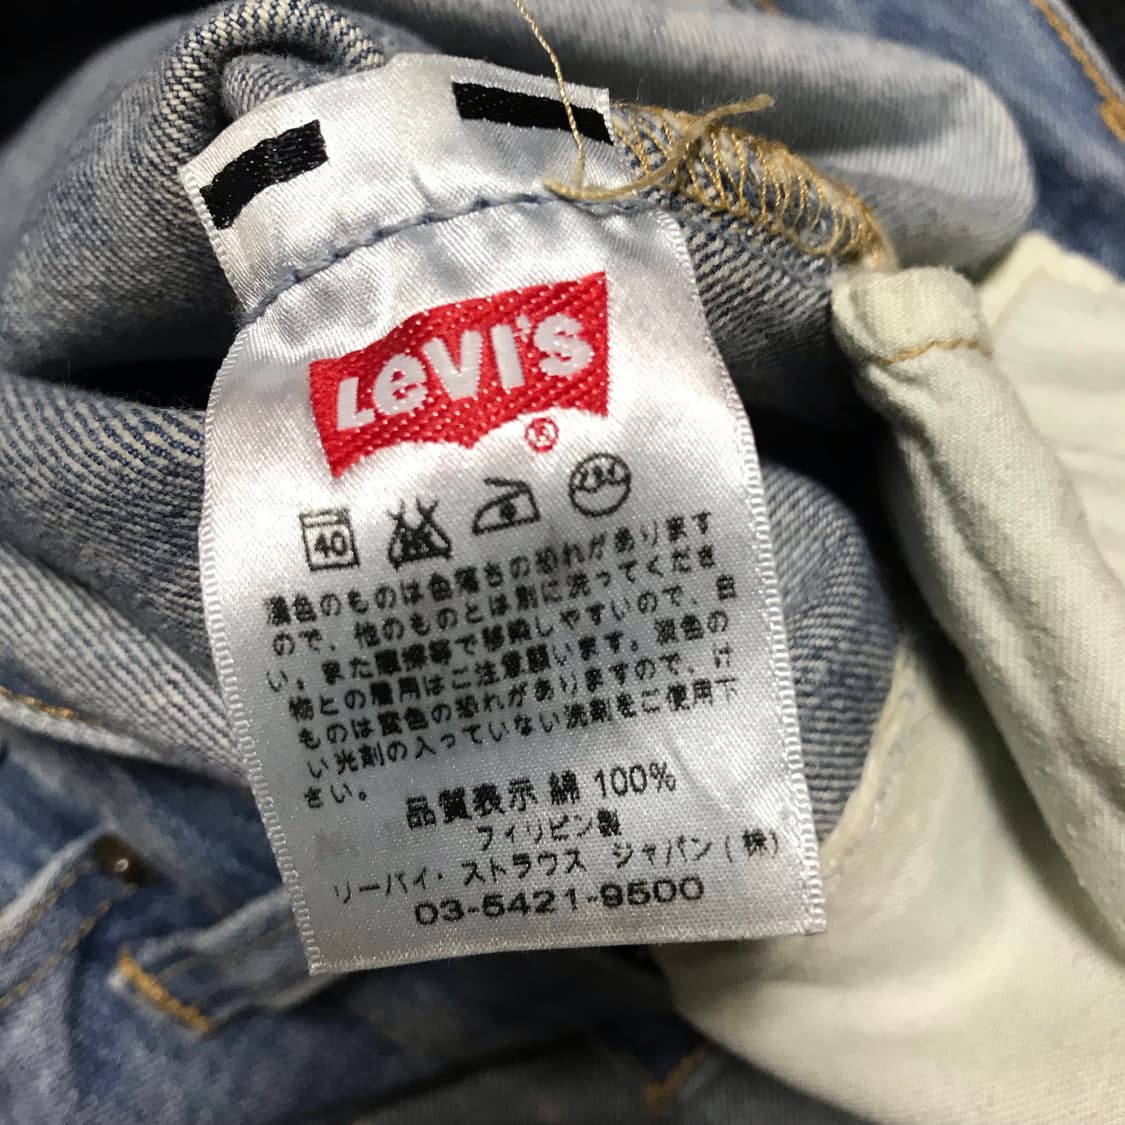 LeVI's
®
40
濃色のものは色落ちの恐れがあります
ので、他のものとは別に洗ってくださ
い。また摩擦等で移染しやすいので、白
物との着用はご注意願います。淡色の
ものは変色の恐れがありますので、け
い光剤の入っていない洗剤をご使用下
さい。
品質表示 綿 100%
フィリピン製
リーバイ・ストラウス ジャパン(株)
03-5421-9500